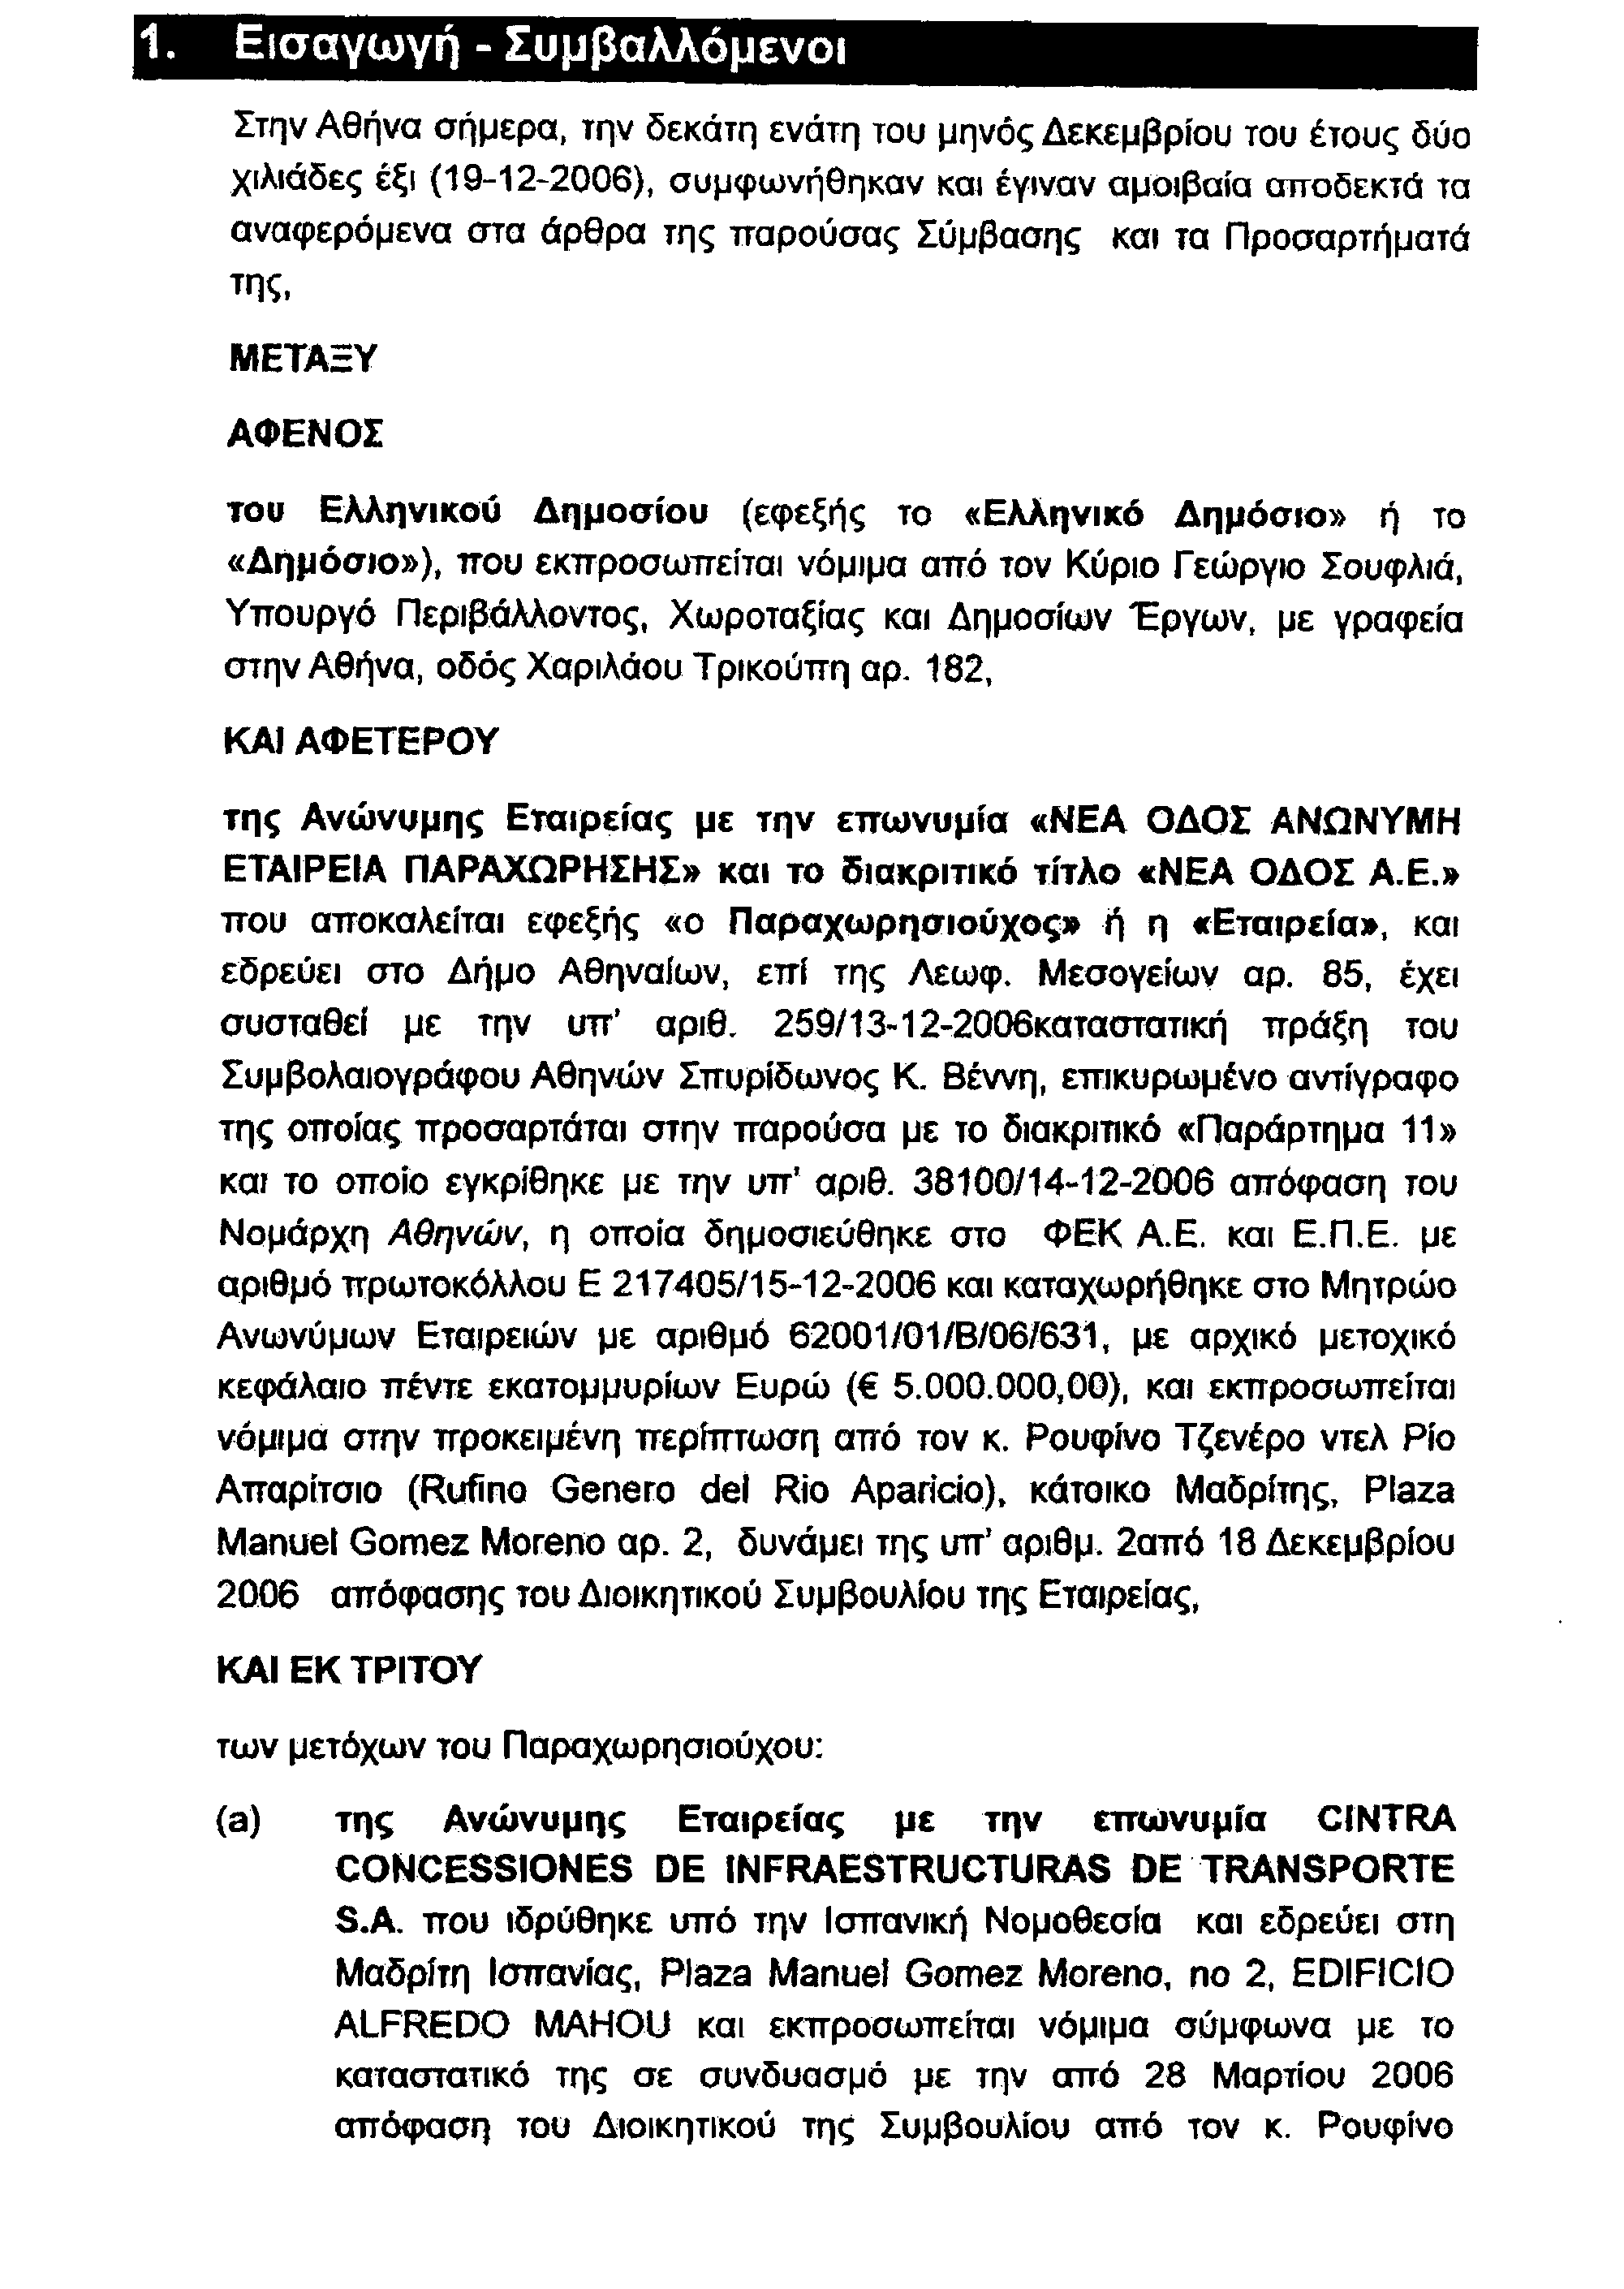 1. Εισαγωγή - Συμβαλλόμενοι
Στην Αθήνα σήμερα, την δεκάτη ενάτη του μηνός Δεκεμβρίου του έτους δύο
χιλιάδες έξι (19-12-2006), συμφωνήθηκαν και έγιναν αμοιβαία αποδεκτά τα
αναφερόμενα στα άρθρα της παρούσας Σύμβασης και τα Προσαρτήματά
της,
ΜΕΤΑΞΥ
ΑΦΕΝΟΣ
του Ελληνικού Δημοσίου (εφεξής το «Ελληνικό Δημόσιο» ή το
«Δημόσιο»), που εκπροσωπείται νόμιμα από τον Κύριο Γεώργιο Σουφλιά,
Υπουργό Περιβάλλοντος, Χωροταξίας και Δημοσίων Έργων, με γραφεία
στην Αθήνα, οδός Χαριλάου Τρικούπη αρ. 182,
ΚΑΙ ΑΦΕΤΕΡΟΥ
της Ανώνυμης Εταιρείας με την επωνυμία «ΝΕΑ ΟΔΟΣ ΑΝΩΝΥΜΗ
ΕΤΑΙΡΕΙΑ ΠΑΡΑΧΩΡΗΣΗΣ» και το διακριτικό τίτλο «ΝΕΑ ΟΔΟΣ Α.Ε.»
που αποκαλείται εφεξής «ο Παραχωρησιούχος» ή η «Εταιρεία», και
εδρεύει στο Δήμο Αθηναίων, επί της Λεωφ. Μεσογείων αρ. 85, έχει
συσταθεί με την υπ' αριθ. 259/13-12-2006καταστατική πράξη του
Συμβολαιογράφου Αθηνών Σπυρίδωνος Κ. Βέννη, επικυρωμένο αντίγραφο
της οποίας προσαρτάται στην παρούσα με το διακριτικό «Παράρτημα 11»
και το οποίο εγκρίθηκε με την υπ' αριθ. 38100/14-12-2006 απόφαση του
Νομάρχη Αθηνών, η οποία δημοσιεύθηκε στο ΦΕΚ Α.Ε. και Ε.Π.Ε. με
αριθμό πρωτοκόλλου Ε 217405/15-12-2006 και καταχωρήθηκε στο Μητρώο
Ανωνύμων Εταιρειών με αριθμό 62001/01/Β/06/631, με αρχικό μετοχικό
κεφάλαιο πέντε εκατομμυρίων Ευρώ (€ 5.000.000,00), και εκπροσωπείται
νόμιμα στην προκειμένη περίπτωση από τον κ. Ρουφίνο Τζενέρο ντελ Ρίο
Απαρίτσιο (Rufino Genero del Rio Aparicio), κάτοικο Μαδρίτης, Plaza
Manuel Gomez Moreno αρ. 2, δυνάμει της υπ' αριθμ. 2από 18 Δεκεμβρίου
2006 απόφασης του Διοικητικού Συμβουλίου της Εταιρείας,
ΚΑΙ ΕΚ ΤΡΙΤΟΥ
των μετόχων του Παραχωρησιούχου:
(a) της Ανώνυμης Εταιρείας με την επωνυμία CINTRA
CONCESSIONES DE INFRAESTRUCTURAS DE TRANSPORTE
S.A. που ιδρύθηκε υπό την Ισπανική Νομοθεσία και εδρεύει στη
Μαδρίτη Ισπανίας, Plaza Manuel Gomez Moreno, no 2, EDIFICIO
ALFREDO MAHOU και εκπροσωπείται νόμιμα σύμφωνα με το
καταστατικό της σε συνδυασμό με την από 28 Μαρτίου 2006
απόφαση του Διοικητικού της Συμβουλίου από τον κ. Ρουφίνο